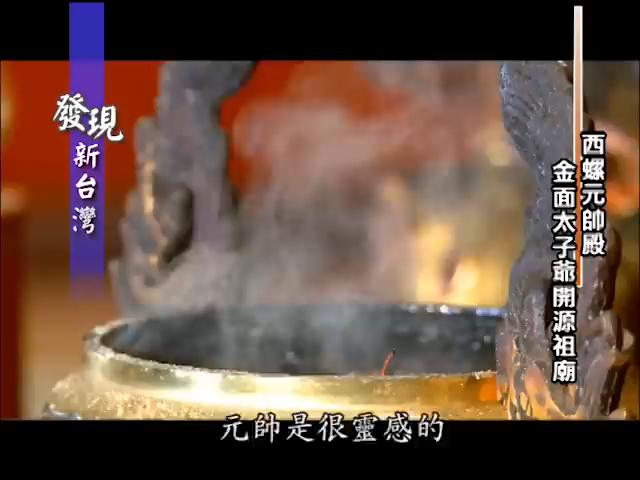 發現
新台灣
西螺元帥殿
金面太子爺開源祖廟
元帥是很靈感的